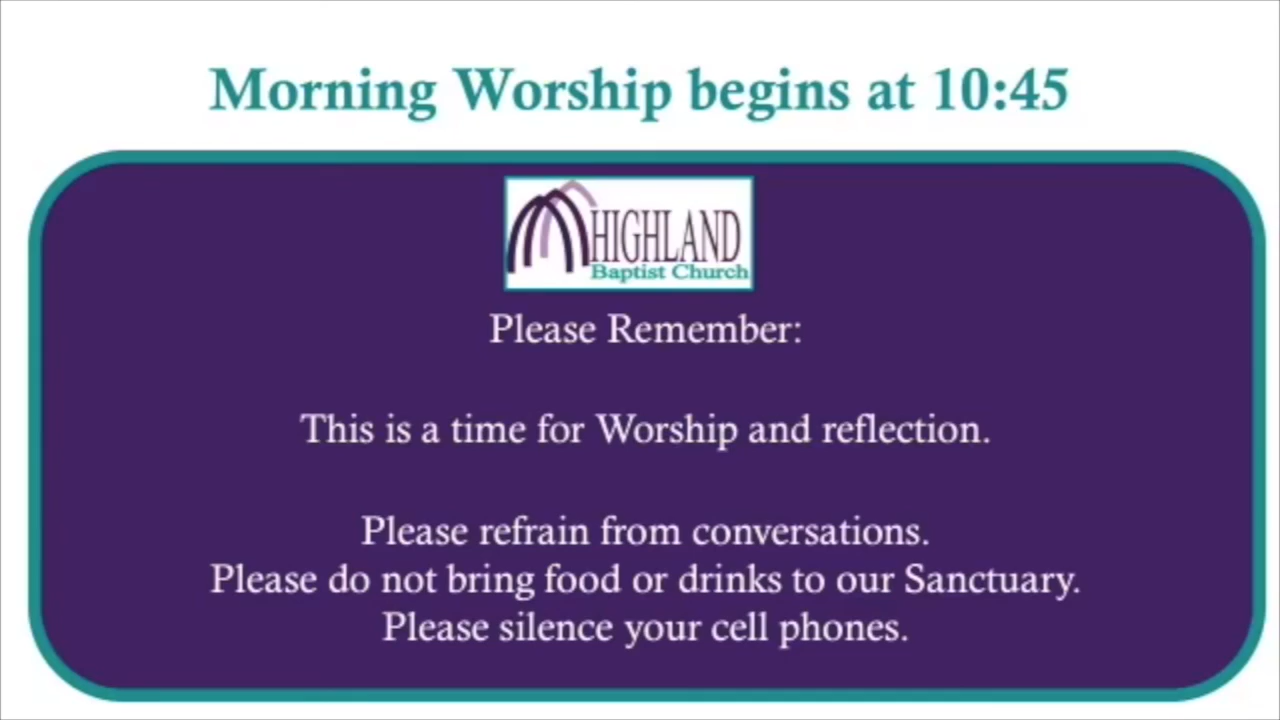 Morning Worship begins at 10:45
HIGHLAND
Baptist Church
Please Remember:
This is a time for Worship and reflection.
Please refrain from conversations.
Please do not bring food or drinks to our Sanctuary.
Please silence your cell phones.